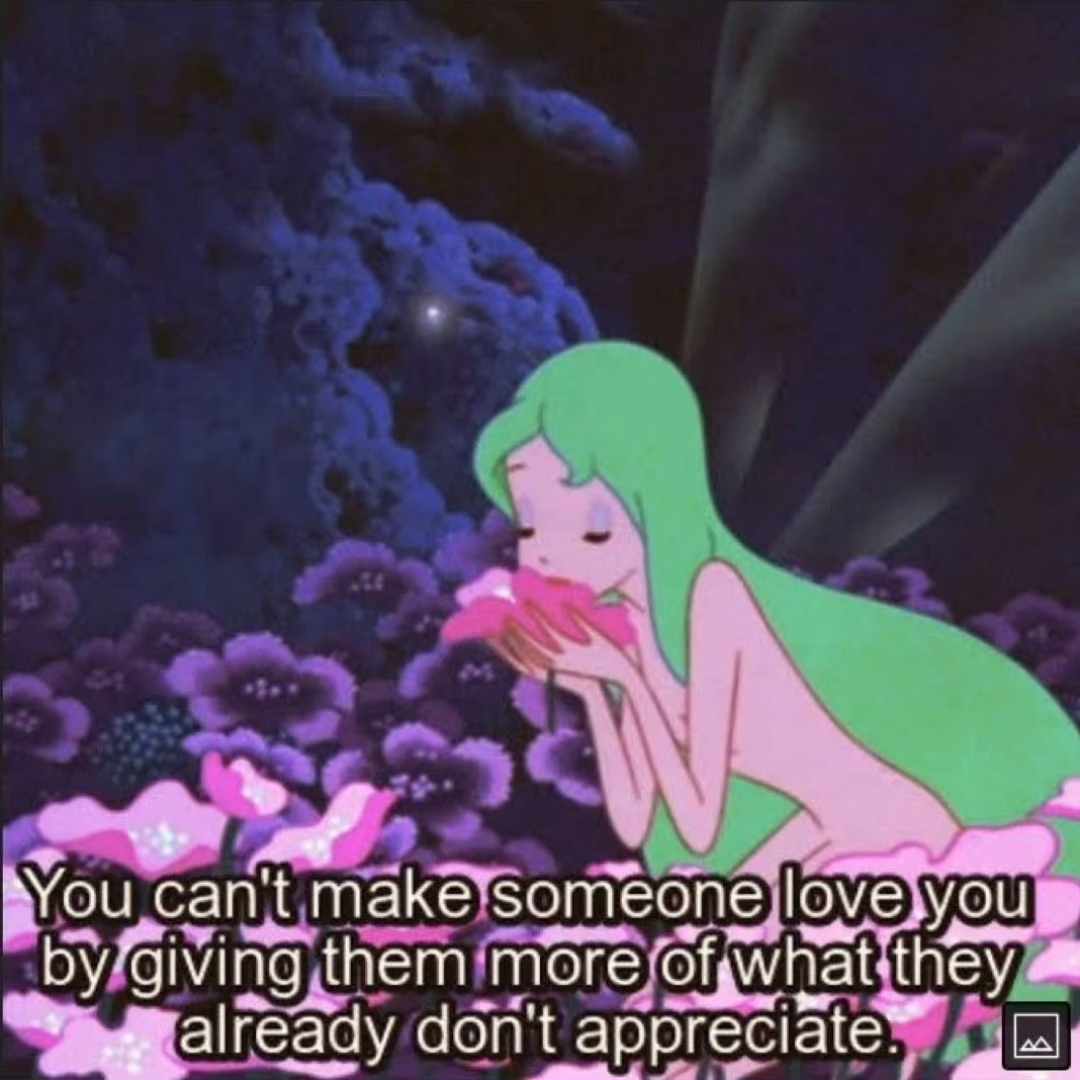 You can't make someone love you
by giving them more of what they
already don't appreciate.